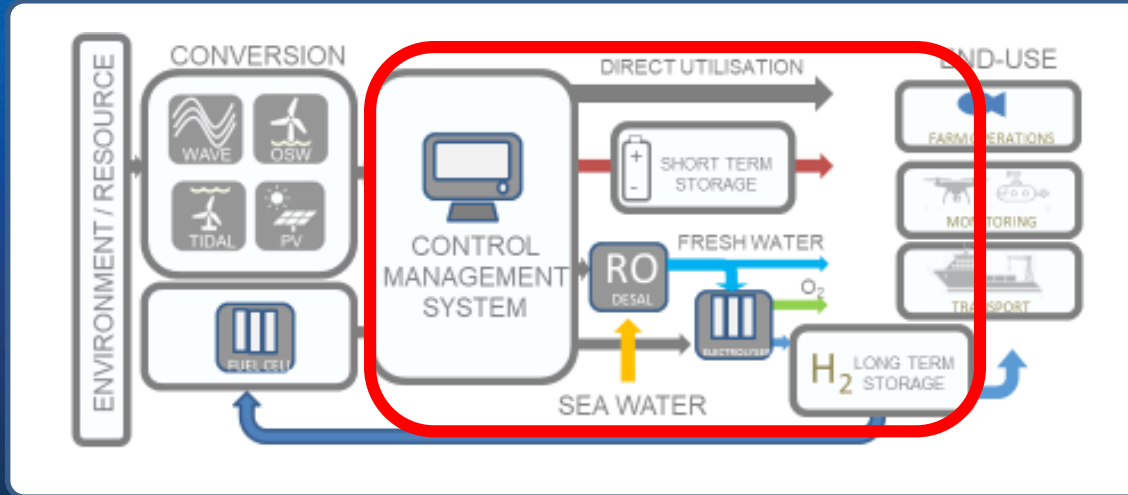 ENVIRONMENT / RESOURCE
CONVERSION
WAVE
OSW
TIDAL
PV
FUEL CELL
CONTROL
MANAGEMENT
SYSTEM
DIRECT UTILISATION
+
-
SHORT TERM
STORAGE
FRESH WATER
RO
DESAL
O2
ELECTROLYSER
SEA WATER
H2
LONG TERM
STORAGE
END-USE
FARM OPERATIONS
MONITORING
TRANSPORT